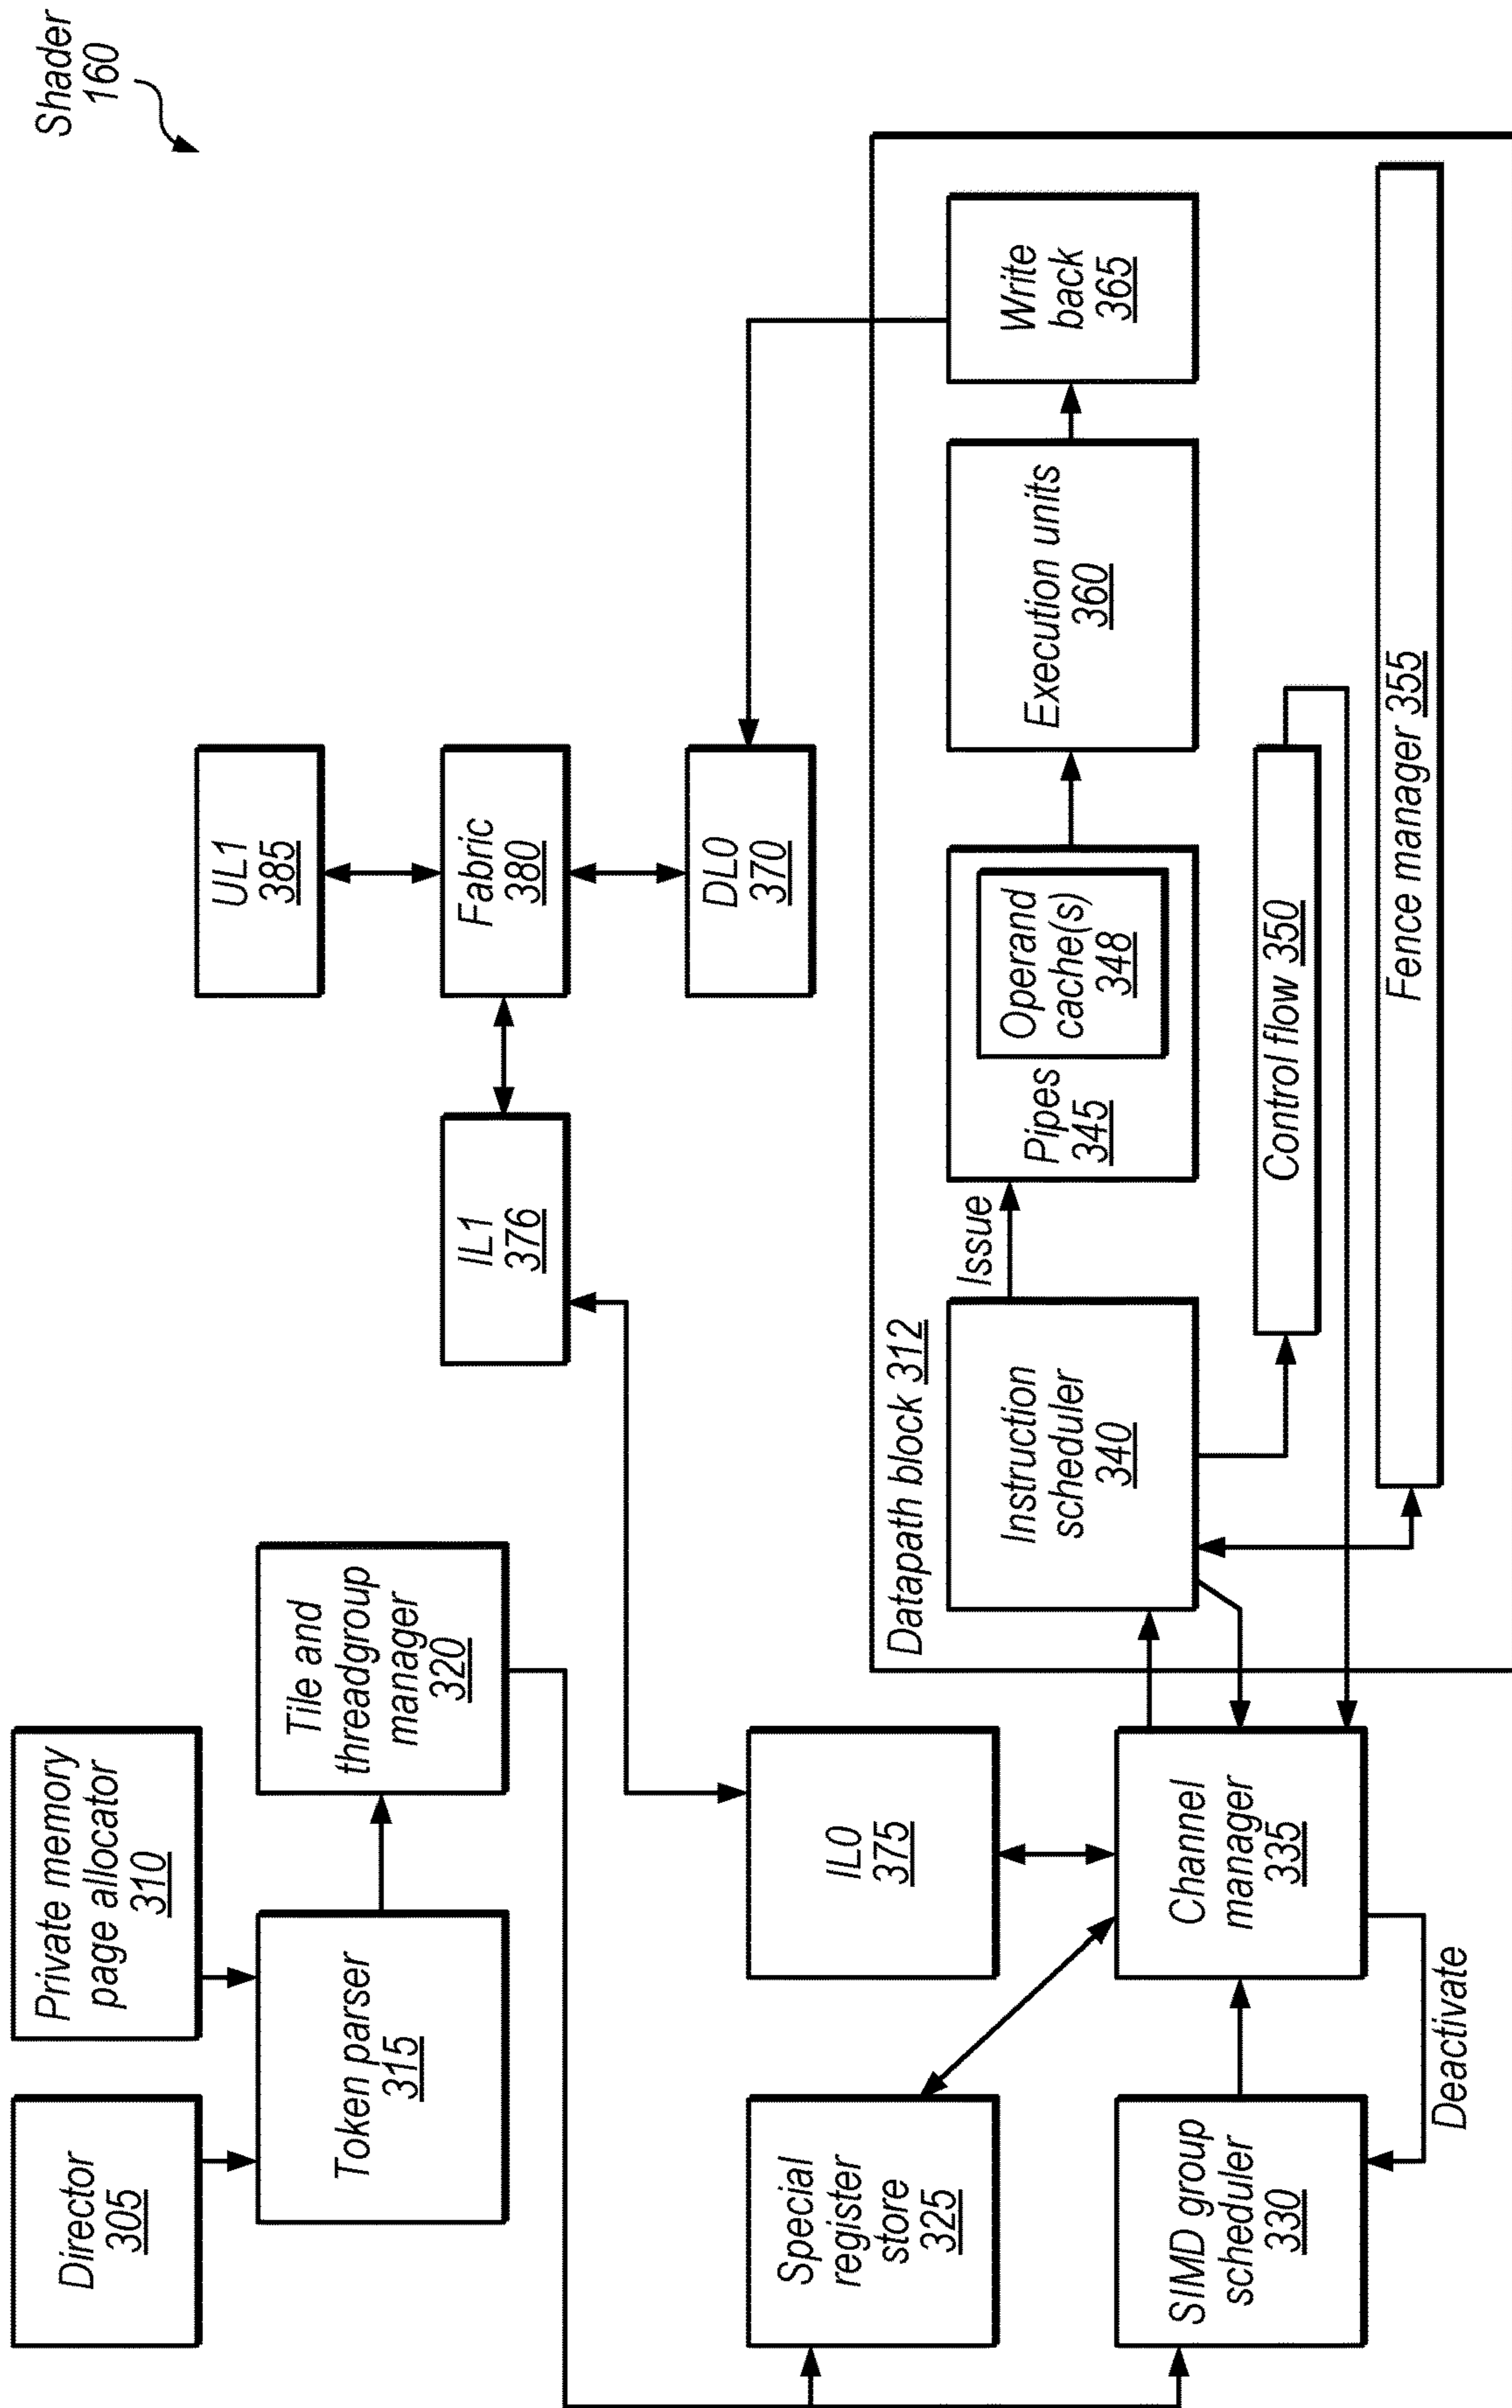 Shader
160
Director
305
Private memory
page allocator
310
Token parser
315
Tile and
threadgroup
manager
320
IL1
376
UL1
385
Fabric
380
DL0
370
Special
register
store
325
IL0
375
SIMD group
scheduler
330
Channel
manager
335
Deactivate
Datapath block 312
Instruction
scheduler
340
Issue
Pipes
345
Operand
cache(s)
348
Execution units
360
Write
back
365
Control flow 350
Fence manager 355